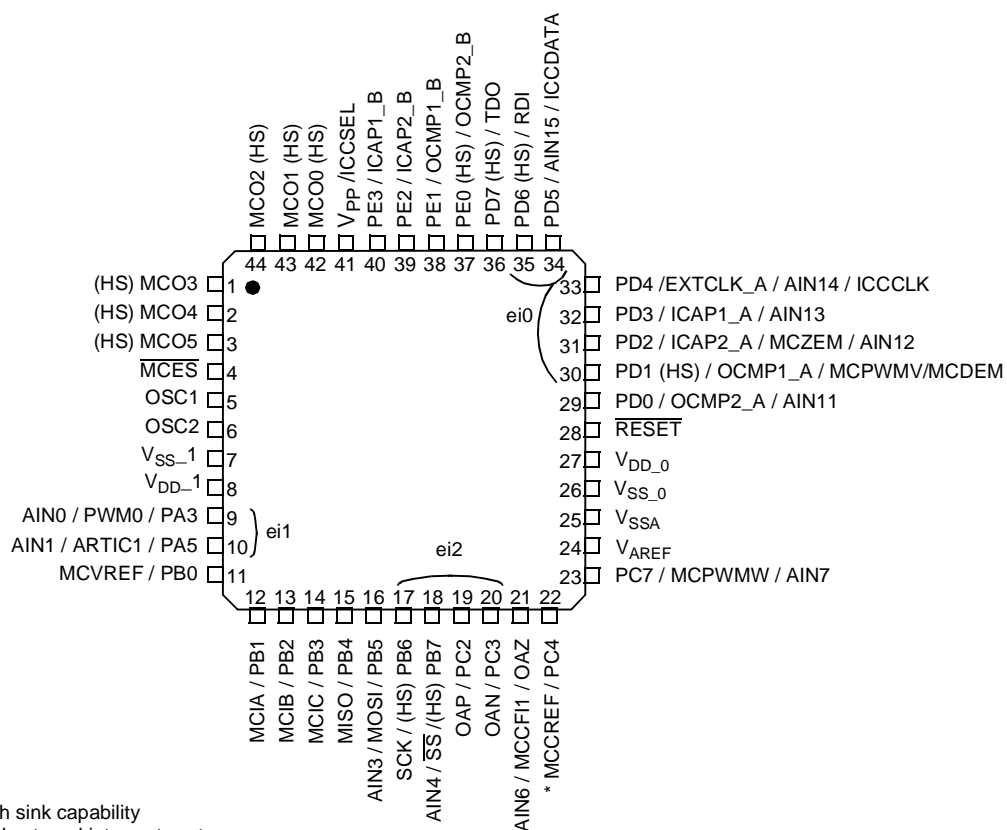 MCO2 (HS)
MCO1 (HS)
MCO0 (HS)
VPP /ICCSEL
PE3 / ICAP1_B
PE2 / ICAP2_B
PE1 / OCMP1_B
PE0 (HS) / OCMP2_B
PD7 (HS) / TDO
PD6 (HS) / RDI
PD5 / AIN15 / ICCDATA
44 43 42 41 40 39 38 37 36 35 34
(HS) MCO3 1
(HS) MCO4 2
(HS) MCO5 3
MCES 4
OSC1 5
OSC2 6
VSS_1 7
VDD_1 8
AIN0 / PWM0 / PA3 9
AIN1 / ARTIC1 / PA5 10
MCVREF / PB0 11
ei0
ei1
ei2
33 PD4 /EXTCLK_A / AIN14 / ICCCLK
32 PD3 / ICAP1_A / AIN13
31 PD2 / ICAP2_A / MCZEM / AIN12
30 PD1 (HS) / OCMP1_A / MCPWMV/MCDEM
29 PD0 / OCMP2_A / AIN11
28 RESET
27 VDD_0
26 VSS_0
25 VSSA
24 VAREF
23 PC7 / MCPWMW / AIN7
12 13 14 15 16 17 18 19 20 21 22
MCIA / PB1
MCIB / PB2
MCIC / PB3
MISO / PB4
AIN3 / MOSI / PB5
SCK / (HS) PB6
AIN4 / SS /(HS) PB7
OAP / PC2
OAN / PC3
AIN6 / MCCFI1 / OAZ
* MCCREF / PC4
h sink capability